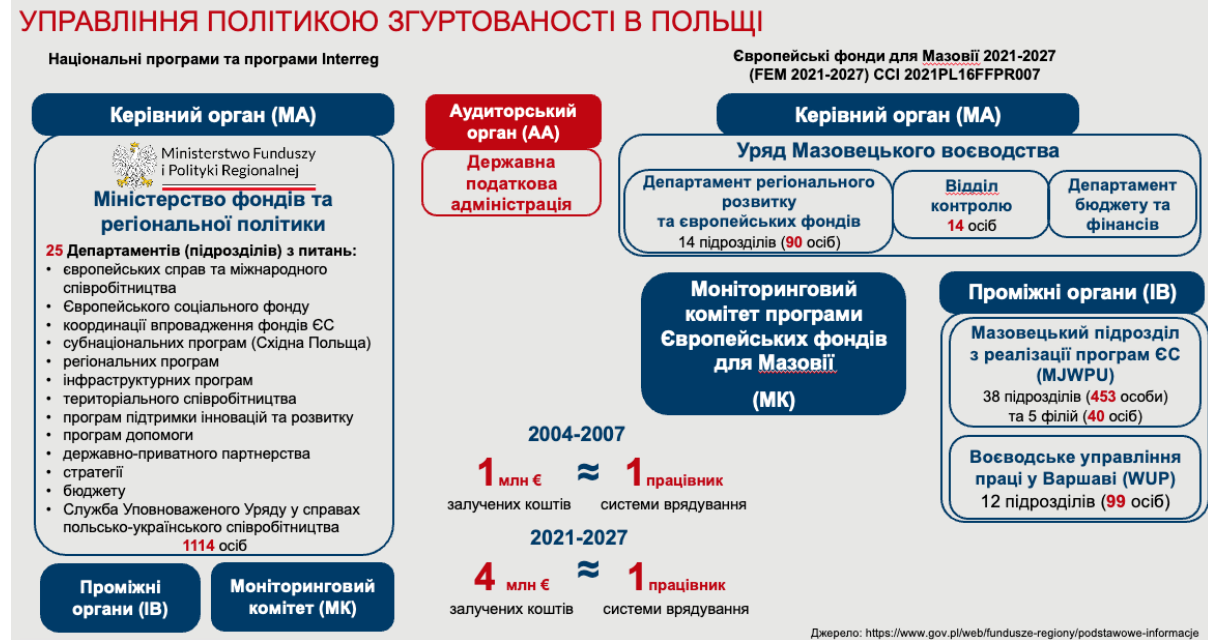 УПРАВЛІННЯ ПОЛІТИКОЮ ЗГУРТОВАНОСТІ В ПОЛЬЩІ
Національні програми та програми Interreg
Керівний орган (МА)
Ministerstwo Funduszy
i Polityki Regionalnej
Міністерство фондів та
регіональної політики
25 Департаментів (підрозділів) з питань:
• європейських справ та міжнародного
співробітництва
• Європейського соціального фонду
• координації впровадження фондів ЄС
• субнаціональних програм (Східна Польща)
• регіональних програм
• інфраструктурних програм
• територіального співробітництва
• програм підтримки інновацій та розвитку
• програм допомоги
• державно-приватного партнерства
• стратегії
• бюджету
• Служба Уповноваженого Уряду у справах
польсько-українського співробітництва
1114 осіб
Проміжні
органи (ІВ)
Моніторинговий
комітет (МК)
Аудиторський
орган (АА)
Державна
податкова
адміністрація
Європейські фонди для Мазовії 2021-2027
(FEM 2021-2027) CCI 2021PL16FFPR007
Керівний орган (МА)
Уряд Мазовецького воєводства
Департамент регіонального
розвитку
та європейських фондів
14 підрозділів (90 осіб)
Відділ
контролю
14 осіб
Департамент
бюджету та
фінансів
Моніторинговий
комітет програми
Європейських фондів
для Мазовії
(МК)
Проміжні органи (ІВ)
Мазовецький підрозділ
з реалізації програм ЄС
(MJWPU)
38 підрозділів (453 особи)
та 5 філій (40 осіб)
Воєводське управління
праці у Варшаві (WUP)
12 підрозділів (99 осіб)
2004-2007
1 млн € ≈ 1 працівник
залучених коштів системи врядування
2021-2027
4 млн € ≈ 1 працівник
залучених коштів системи врядування
Джерело: https://www.gov.pl/web/fundusze-regiony/podstawowe-informacje